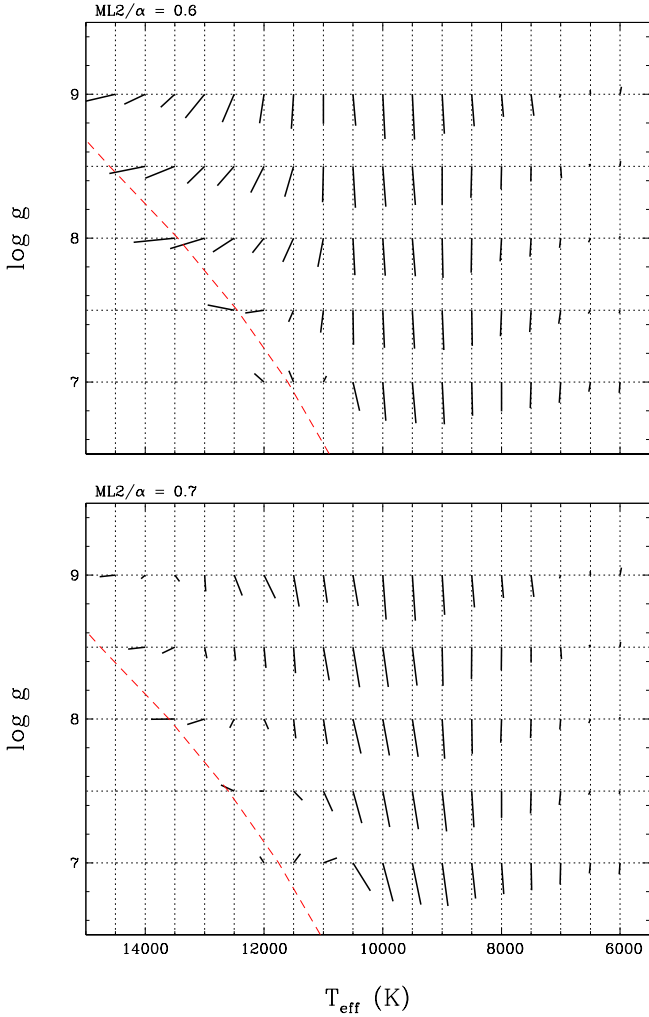 ML2/α = 0.6
9
8
7
log g
ML2/α = 0.7
9
8
7
log g
14000 12000 10000 8000 6000
T_eff (K)